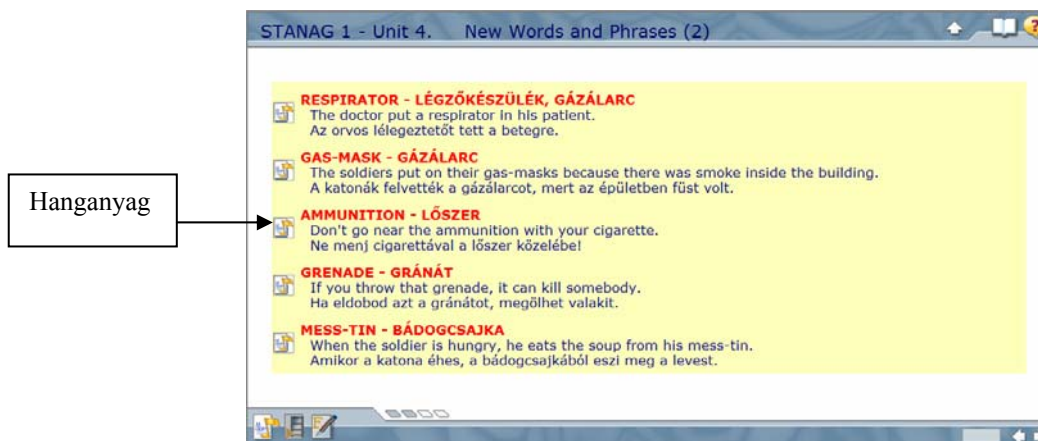 STANAG 1 - Unit 4. New Words and Phrases (2)
RESPIRATOR - LÉGZŐKÉSZÜLÉK, GÁZÁLARC
The doctor put a respirator in his patient.
Az orvos lélegeztetőt tett a betegre.
GAS-MASK - GÁZÁLARC
The soldiers put on their gas-masks because there was smoke inside the building.
A katonák felvették a gázálarcot, mert az épületben füst volt.
Hanganyag
AMMUNITION - LŐSZER
Don't go near the ammunition with your cigarette.
Ne menj cigarettával a lőszer közelébe!
GRENADE - GRÁNÁT
If you throw that grenade, it can kill somebody.
Ha eldobod azt a gránátot, megölhet valakit.
MESS-TIN - BÁDOGCSAJKA
When the soldier is hungry, he eats the soup from his mess-tin.
Amikor a katona éhes, a bádogcsajkából eszi meg a levest.